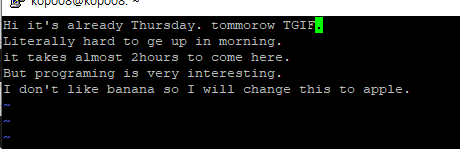 kopo08@kopo08: ~
Hi it's already Thursday. tommorow TGIF.
Literally hard to ge up in morning.
it takes almost 2hours to come here.
But programing is very interesting.
I don't like banana so I will change this to apple.
~
~
~